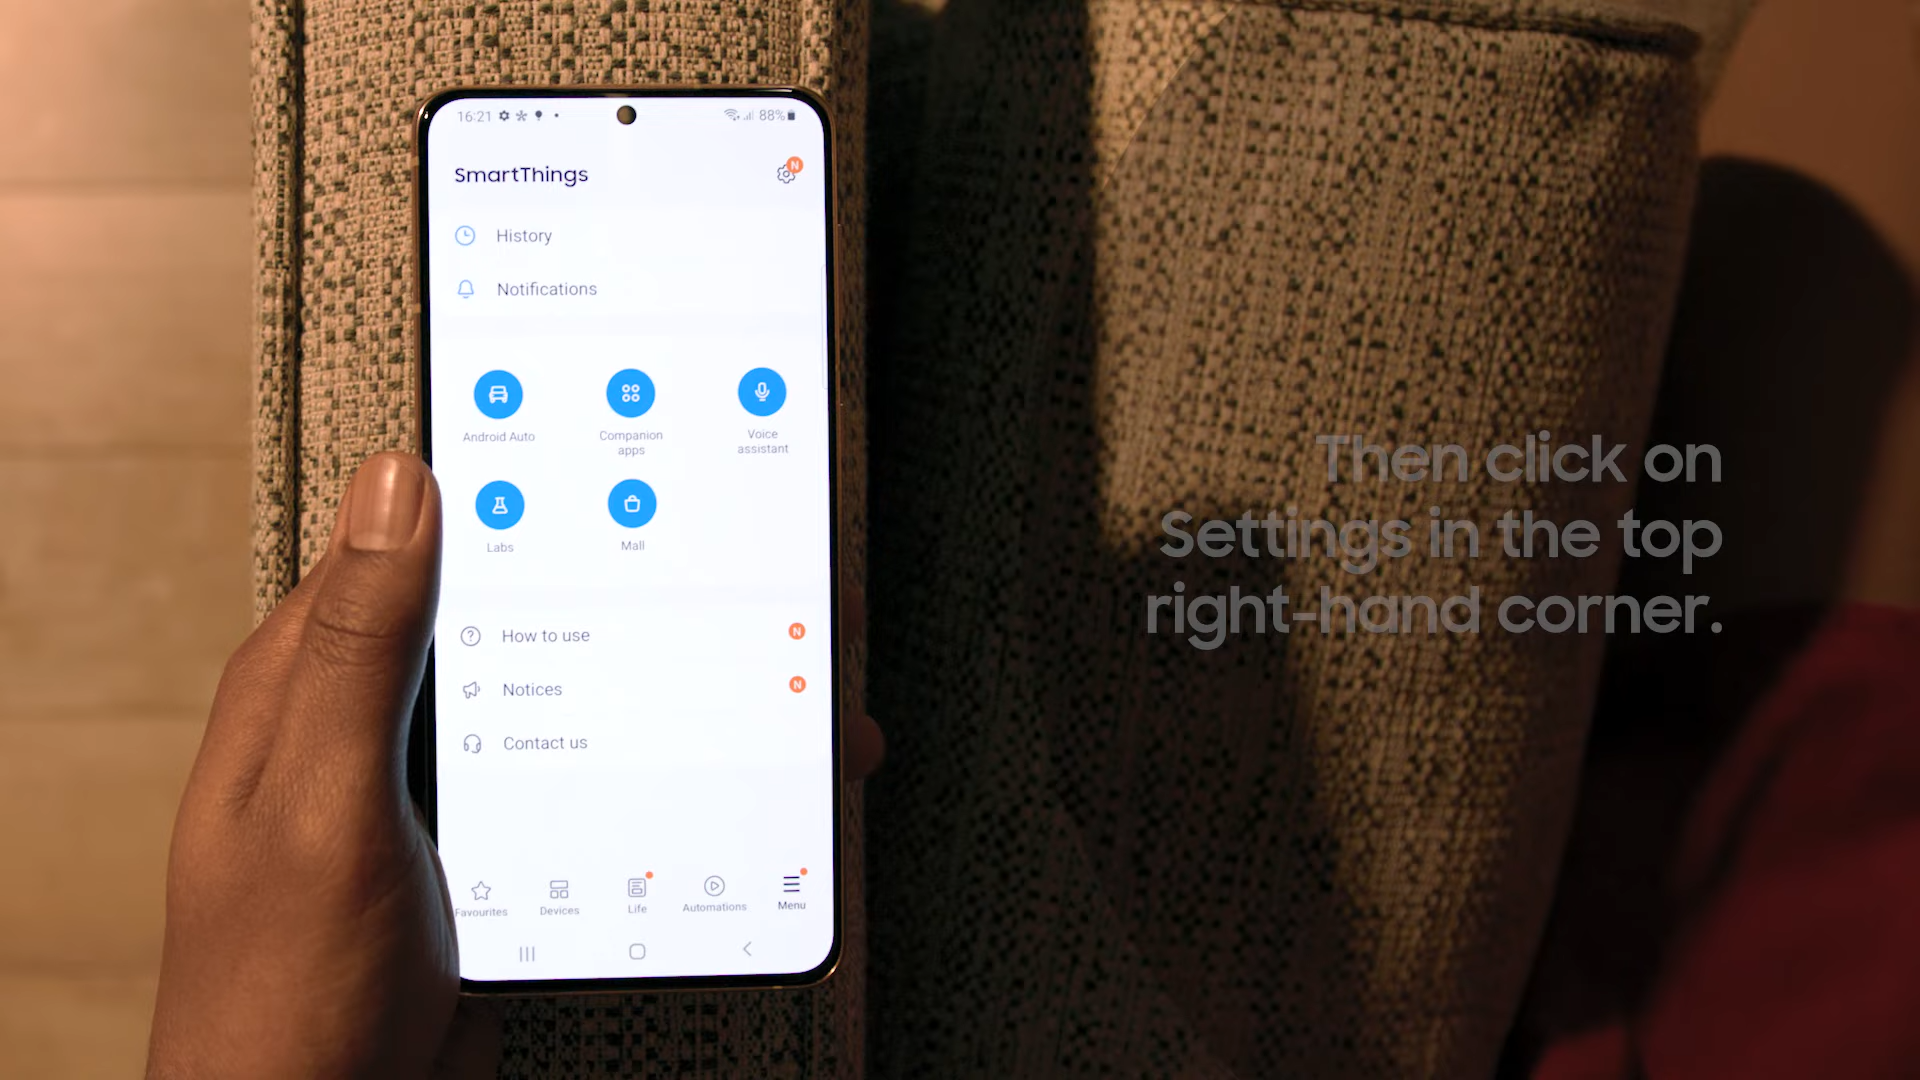 16:21
88%
SmartThings
N
History
Notifications
Android Auto
Companion
apps
Voice
assistant
Labs
Mall
How to use
N
Notices
N
Contact us
Favourites
Devices
Life
Automations
Menu
Then click on
Settings in the top
right-hand corner.